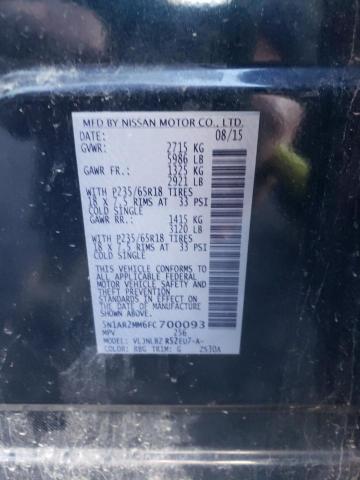 MFD BY NISSAN MOTOR CO., LTD.
DATE: 08/15
GVWR: 2715 KG
5986 LB
GAWR FR: 1325 KG
2921 LB
WITH P235/65R18 TIRES
18 X 7.5 RIMS AT 33 PSI
COLD SINGLE
GAWR RR: 1415 KG
3120 LB
WITH P235/65R18 TIRES
18 X 7.5 RIMS AT 33 PSI
COLD SINGLE
THIS VEHICLE CONFORMS TO ALL
APPLICABLE FEDERAL
MOTOR VEHICLE SAFETY AND
THEFT PREVENTION
STANDARDS IN EFFECT ON THE
DATE OF MANUFACTURE
SHOWN ABOVE.
5N1AR2MM6FC700093
MPV 256
MODEL: VLJNLRZ R52EU7-A-
COLOR: RBG TRIM: G 2530A